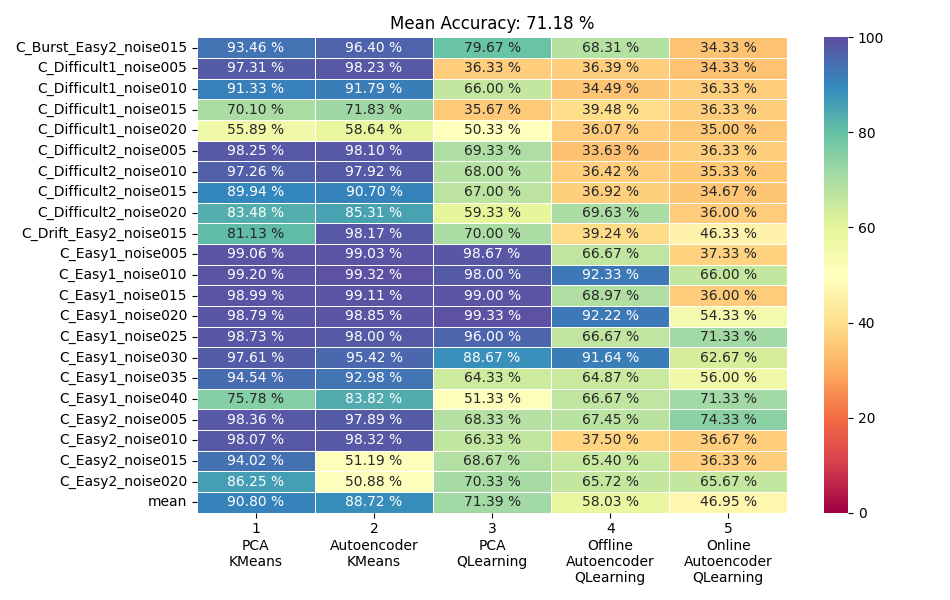 Mean Accuracy: 71.18 %
C_Burst_Easy2_noise015 93.46 % 96.40 % 79.67 % 68.31 % 34.33 %
C_Difficult1_noise005 97.31 % 98.23 % 36.33 % 36.39 % 34.33 %
C_Difficult1_noise010 91.33 % 91.79 % 66.00 % 34.49 % 36.33 %
C_Difficult1_noise015 70.10 % 71.83 % 35.67 % 39.48 % 36.33 %
C_Difficult1_noise020 55.89 % 58.64 % 50.33 % 36.07 % 35.00 %
C_Difficult2_noise005 98.25 % 98.10 % 69.33 % 33.63 % 36.33 %
C_Difficult2_noise010 97.26 % 97.92 % 68.00 % 36.42 % 35.33 %
C_Difficult2_noise015 89.94 % 90.70 % 67.00 % 36.92 % 34.67 %
C_Difficult2_noise020 83.48 % 85.31 % 59.33 % 69.63 % 36.00 %
C_Drift_Easy2_noise015 81.13 % 98.17 % 70.00 % 39.24 % 46.33 %
C_Easy1_noise005 99.06 % 99.03 % 98.67 % 66.67 % 37.33 %
C_Easy1_noise010 99.20 % 99.32 % 98.00 % 92.33 % 66.00 %
C_Easy1_noise015 98.99 % 99.11 % 99.00 % 68.97 % 36.00 %
C_Easy1_noise020 98.79 % 98.85 % 99.33 % 92.22 % 54.33 %
C_Easy1_noise025 98.73 % 98.00 % 96.00 % 66.67 % 71.33 %
C_Easy1_noise030 97.61 % 95.42 % 88.67 % 91.64 % 62.67 %
C_Easy1_noise035 94.54 % 92.98 % 64.33 % 64.87 % 56.00 %
C_Easy1_noise040 75.78 % 83.82 % 51.33 % 66.67 % 71.33 %
C_Easy2_noise005 98.36 % 97.89 % 68.33 % 67.45 % 74.33 %
C_Easy2_noise010 98.07 % 98.32 % 66.33 % 37.50 % 36.67 %
C_Easy2_noise015 94.02 % 51.19 % 68.67 % 65.40 % 36.33 %
C_Easy2_noise020 86.25 % 50.88 % 70.33 % 65.72 % 65.67 %
mean 90.80 % 88.72 % 71.39 % 58.03 % 46.95 %
1 2 3 4 5
PCA Autoencoder PCA Offline Online
KMeans KMeans QLearning Autoencoder Autoencoder
QLearning QLearning
100
80
60
40
20
0